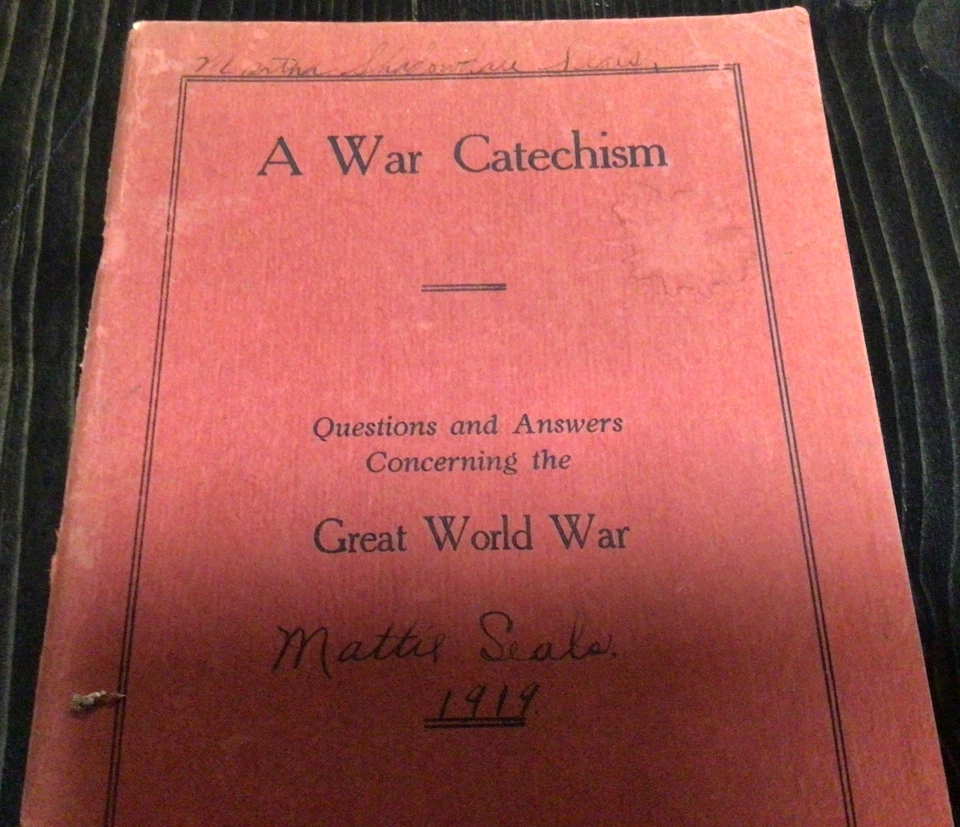 Martha Seals.
A War Catechism
Questions and Answers
Concerning the
Great World War
Mattie Seals.
1919